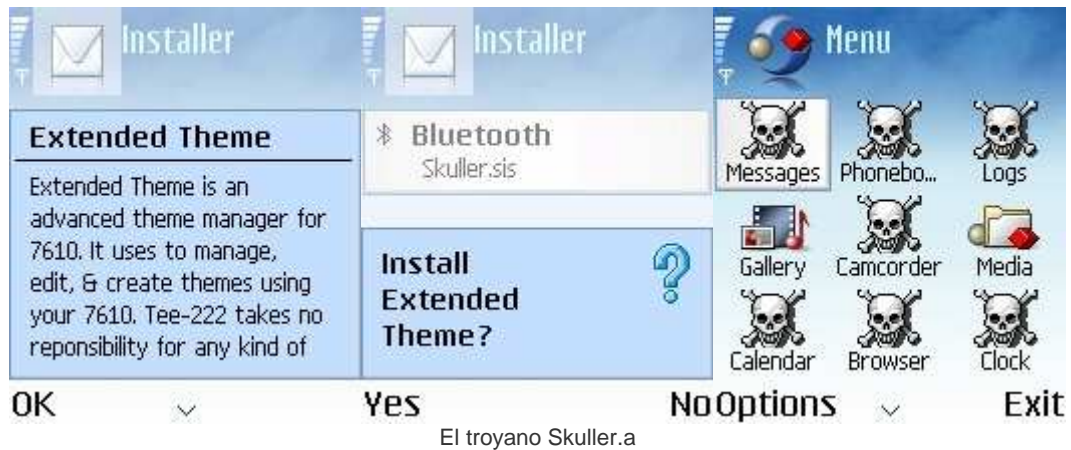 Installer
Extended Theme
Extended Theme is an
advanced theme manager for
7610. It uses to manage,
edit, & create themes using
your 7610. Tee-222 takes no
reponsibility for any kind of
OK
Installer
Bluetooth
Skuller.sis
Install
Extended
Theme?
Yes No
Menu
Messages Phonebo... Logs
Gallery Camcorder Media
Calendar Browser Clock
Options Exit
El troyano Skuller.a